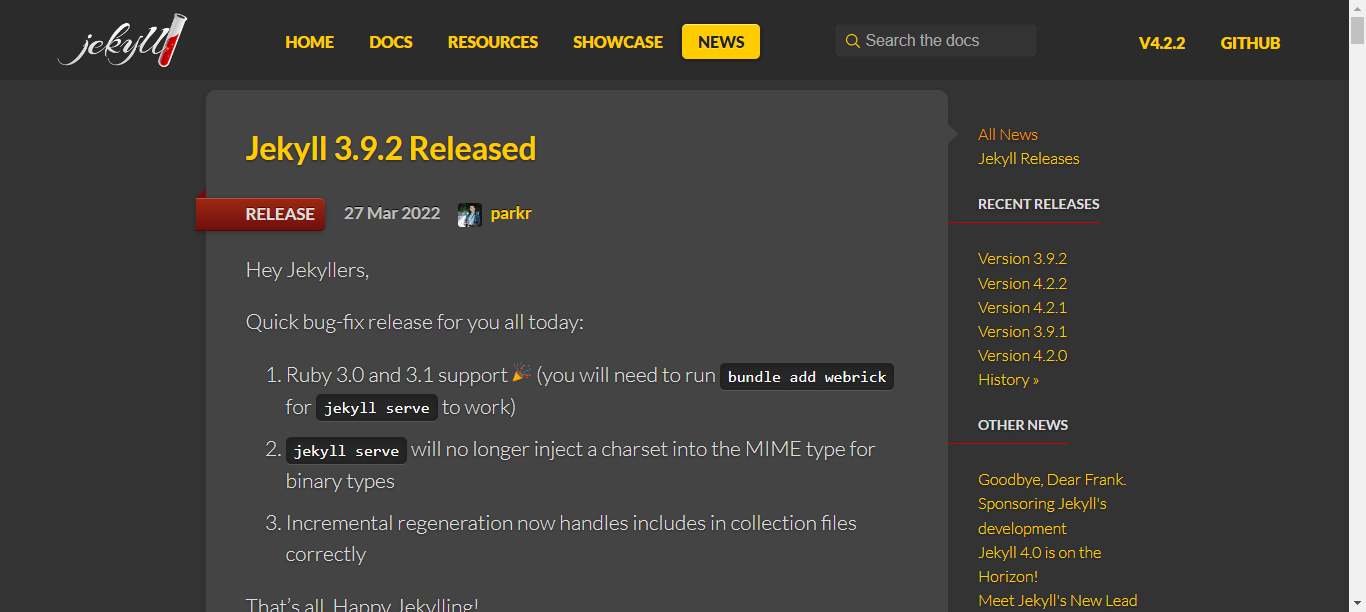 jekyll
HOME
DOCS
RESOURCES
SHOWCASE
NEWS
Search the docs
V4.2.2
GITHUB
Jekyll 3.9.2 Released
RELEASE
27 Mar 2022
parkr
Hey Jekyllers,
Quick bug-fix release for you all today:
1. Ruby 3.0 and 3.1 support 🎉 (you will need to run bundle add webrick
for jekyll serve to work)
2. jekyll serve will no longer inject a charset into the MIME type for
binary types
3. Incremental regeneration now handles includes in collection files
correctly
That's all. Happy Jekylling!
All News
Jekyll Releases
RECENT RELEASES
Version 3.9.2
Version 4.2.2
Version 4.2.1
Version 3.9.1
Version 4.2.0
History »
OTHER NEWS
Goodbye, Dear Frank.
Sponsoring Jekyll's
development
Jekyll 4.0 is on the
Horizon!
Meet Jekyll's New Lead